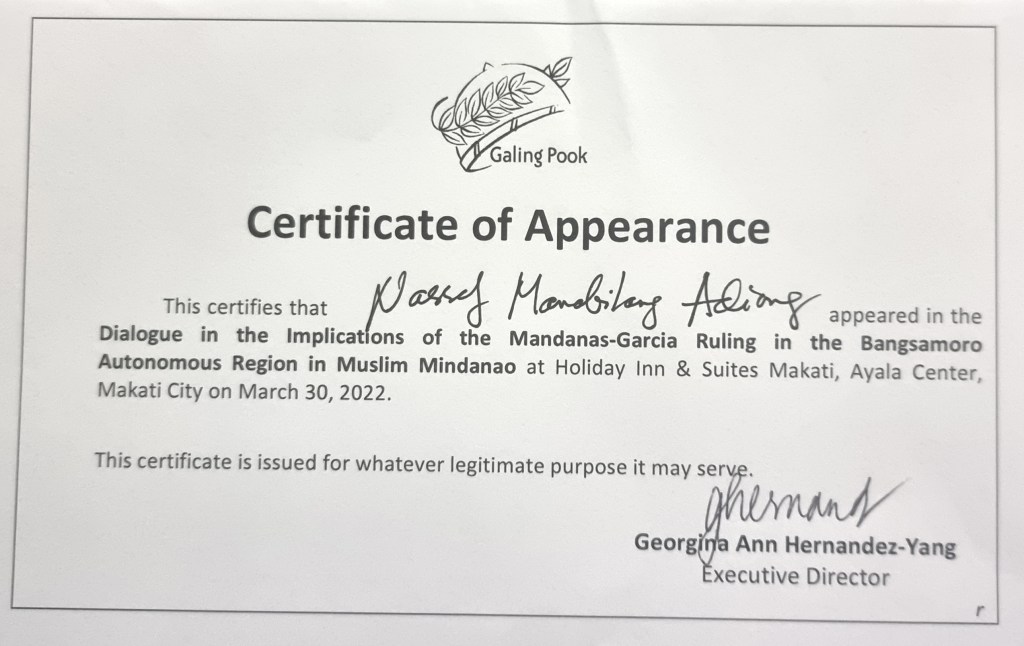 Galing Pook
Certificate of Appearance
This certifies that Nassef Manabilang Adiong appeared in the
Dialogue in the Implications of the Mandanas-Garcia Ruling in the Bangsamoro
Autonomous Region in Muslim Mindanao at Holiday Inn & Suites Makati, Ayala Center,
Makati City on March 30, 2022.
This certificate is issued for whatever legitimate purpose it may serve.
ghernand
Georgina Ann Hernandez-Yang
Executive Director
r